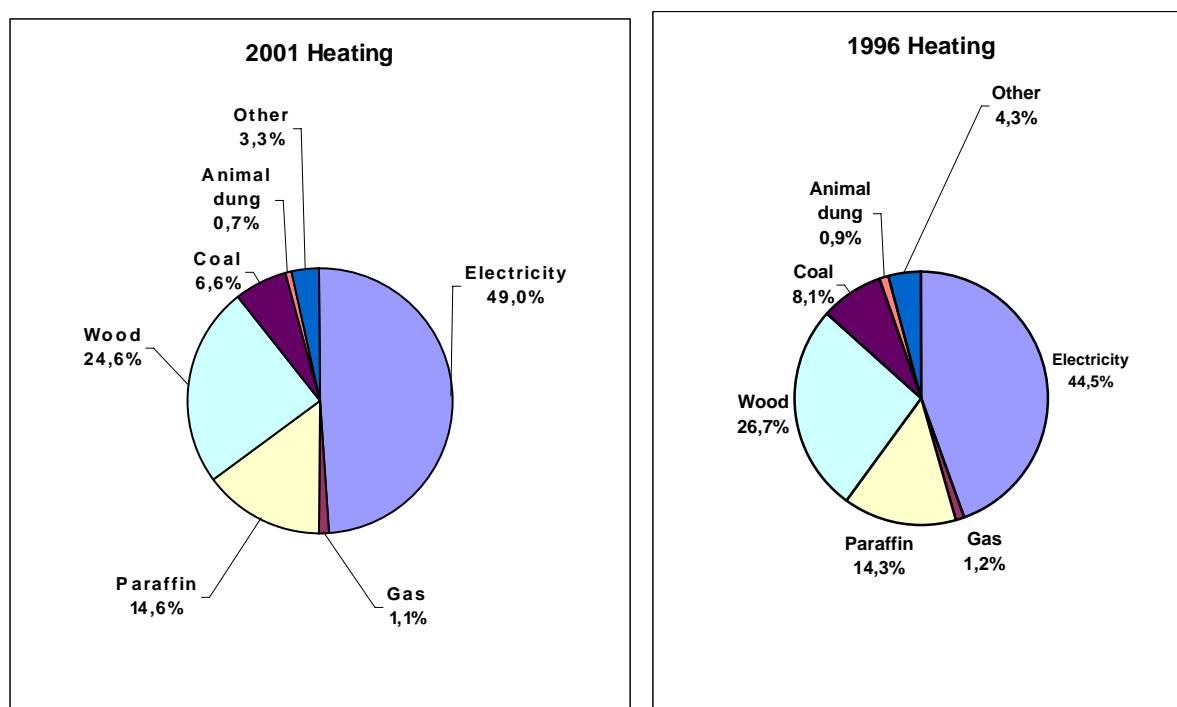 2001 Heating
Other
3,3%
Animal
dung
0,7%
Coal
6,6%
Electricity
49,0%
Wood
24,6%
Paraffin
14,6%
Gas
1,1%
1996 Heating
Other
4,3%
Animal
dung
0,9%
Coal
8,1%
Electricity
44,5%
Wood
26,7%
Paraffin
14,3%
Gas
1,2%